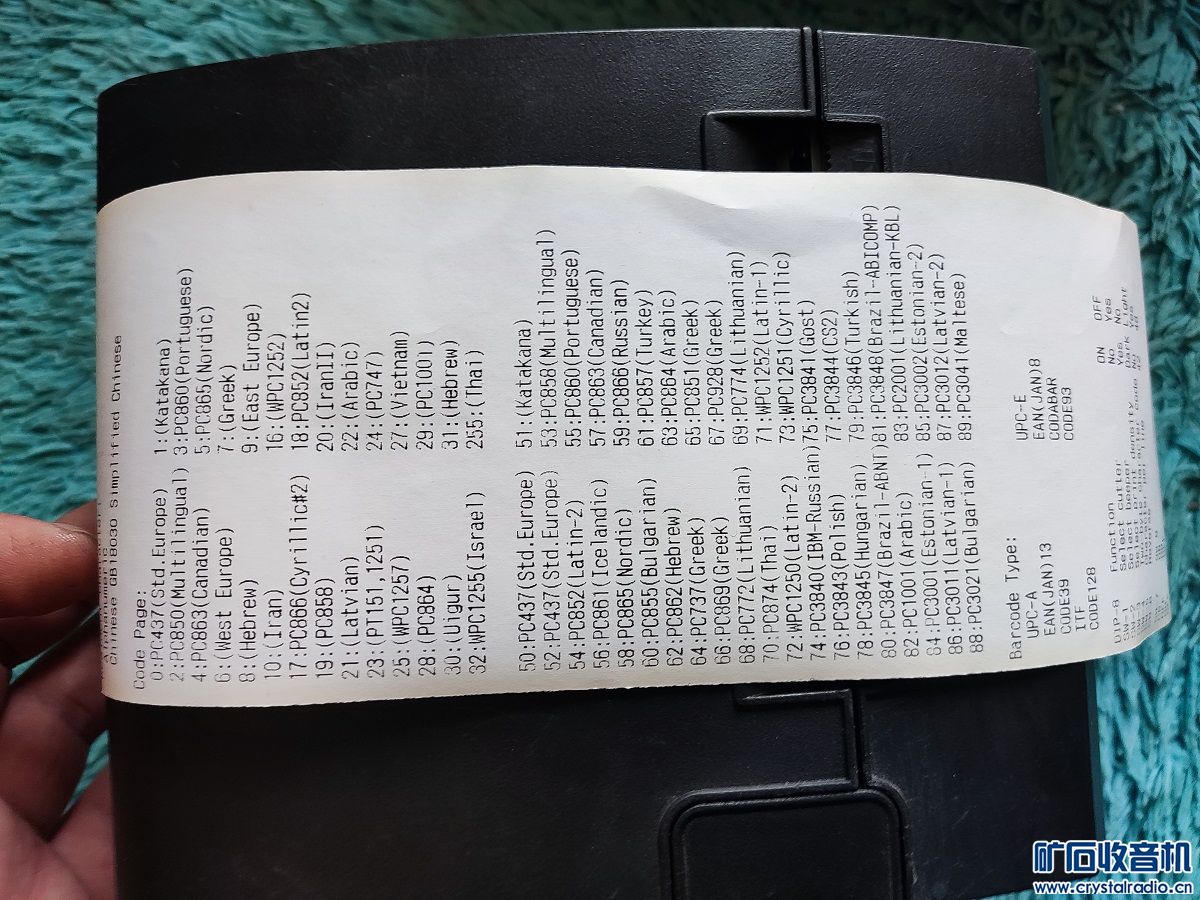 Alphanumeric
Chinese GB18030 Simplified Chinese
Code Page:
0:PC437(Std.Europe) 1:(Katakana)
2:PC850(Multilingual) 3:PC860(Portuguese)
4:PC863(Canadian) 5:PC865(Nordic)
6:(West Europe) 7:(Greek)
8:(Hebrew) 9:(East Europe)
10:(Iran) 16:(WPC1252)
17:PC866(Cyrillic#2) 18:PC852(Latin2)
19:(PC858) 20:(IranII)
21:(Latvian) 22:(Arabic)
23:(PT151,1251) 24:(PC747)
25:(WPC1257) 27:(Vietnam)
28:(PC864) 29:(PC1001)
30:(Uigur) 31:(Hebrew)
32:WPC1255(Israel) 255:(Thai)
50:PC437(Std.Europe) 51:(Katakana)
52:PC437(Std.Europe) 53:PC858(Multilingual)
54:PC852(Latin-2) 55:PC860(Portuguese)
56:PC861(Icelandic) 57:PC863(Canadian)
58:PC865(Nordic) 59:PC866(Russian)
60:PC855(Bulgarian) 61:PC857(Turkey)
62:PC862(Hebrew) 63:PC864(Arabic)
64:PC737(Greek) 65:PC851(Greek)
66:PC869(Greek) 67:PC928(Greek)
68:PC772(Lithuanian) 69:PC774(Lithuanian)
70:PC874(Thai) 71:WPC1252(Latin-1)
72:WPC1250(Latin-2) 73:WPC1251(Cyrillic)
74:PC3840(IBM-Russian) 75:PC3841(Gost)
76:PC3843(Polish) 77:PC3844(CS2)
78:PC3845(Hungarian) 79:PC3846(Turkish)
80:PC3847(Brazil-ABNT) 81:PC3848(Brazil-ABICOMP)
82:PC1001(Arabic) 83:PC2001(Lithuanian-KBL)
84:PC3001(Estonian-1) 85:PC3002(Estonian-2)
86:PC3011(Latvian-1) 87:PC3012(Latvian-2)
88:PC3021(Bulgarian) 89:PC3041(Maltese)
Barcode Type:
UPC-A UPC-E
EAN(JAN)13 EAN(JAN)8
CODE39 CODABAR
ITF CODE93
CODE128
DIP-8 Function ON OFF
Select Cutter No Yes
Select beeper Yes No
Select print density Dark Light
矿石收音机
www.crystalradio.cn